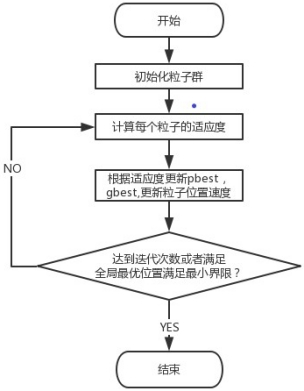 开始
初始化粒子群
计算每个粒子的适应度
根据适应度更新pbest，
gbest,更新粒子位置速度
NO
达到迭代次数或者满足
全局最优位置满足最小界限？
YES
结束